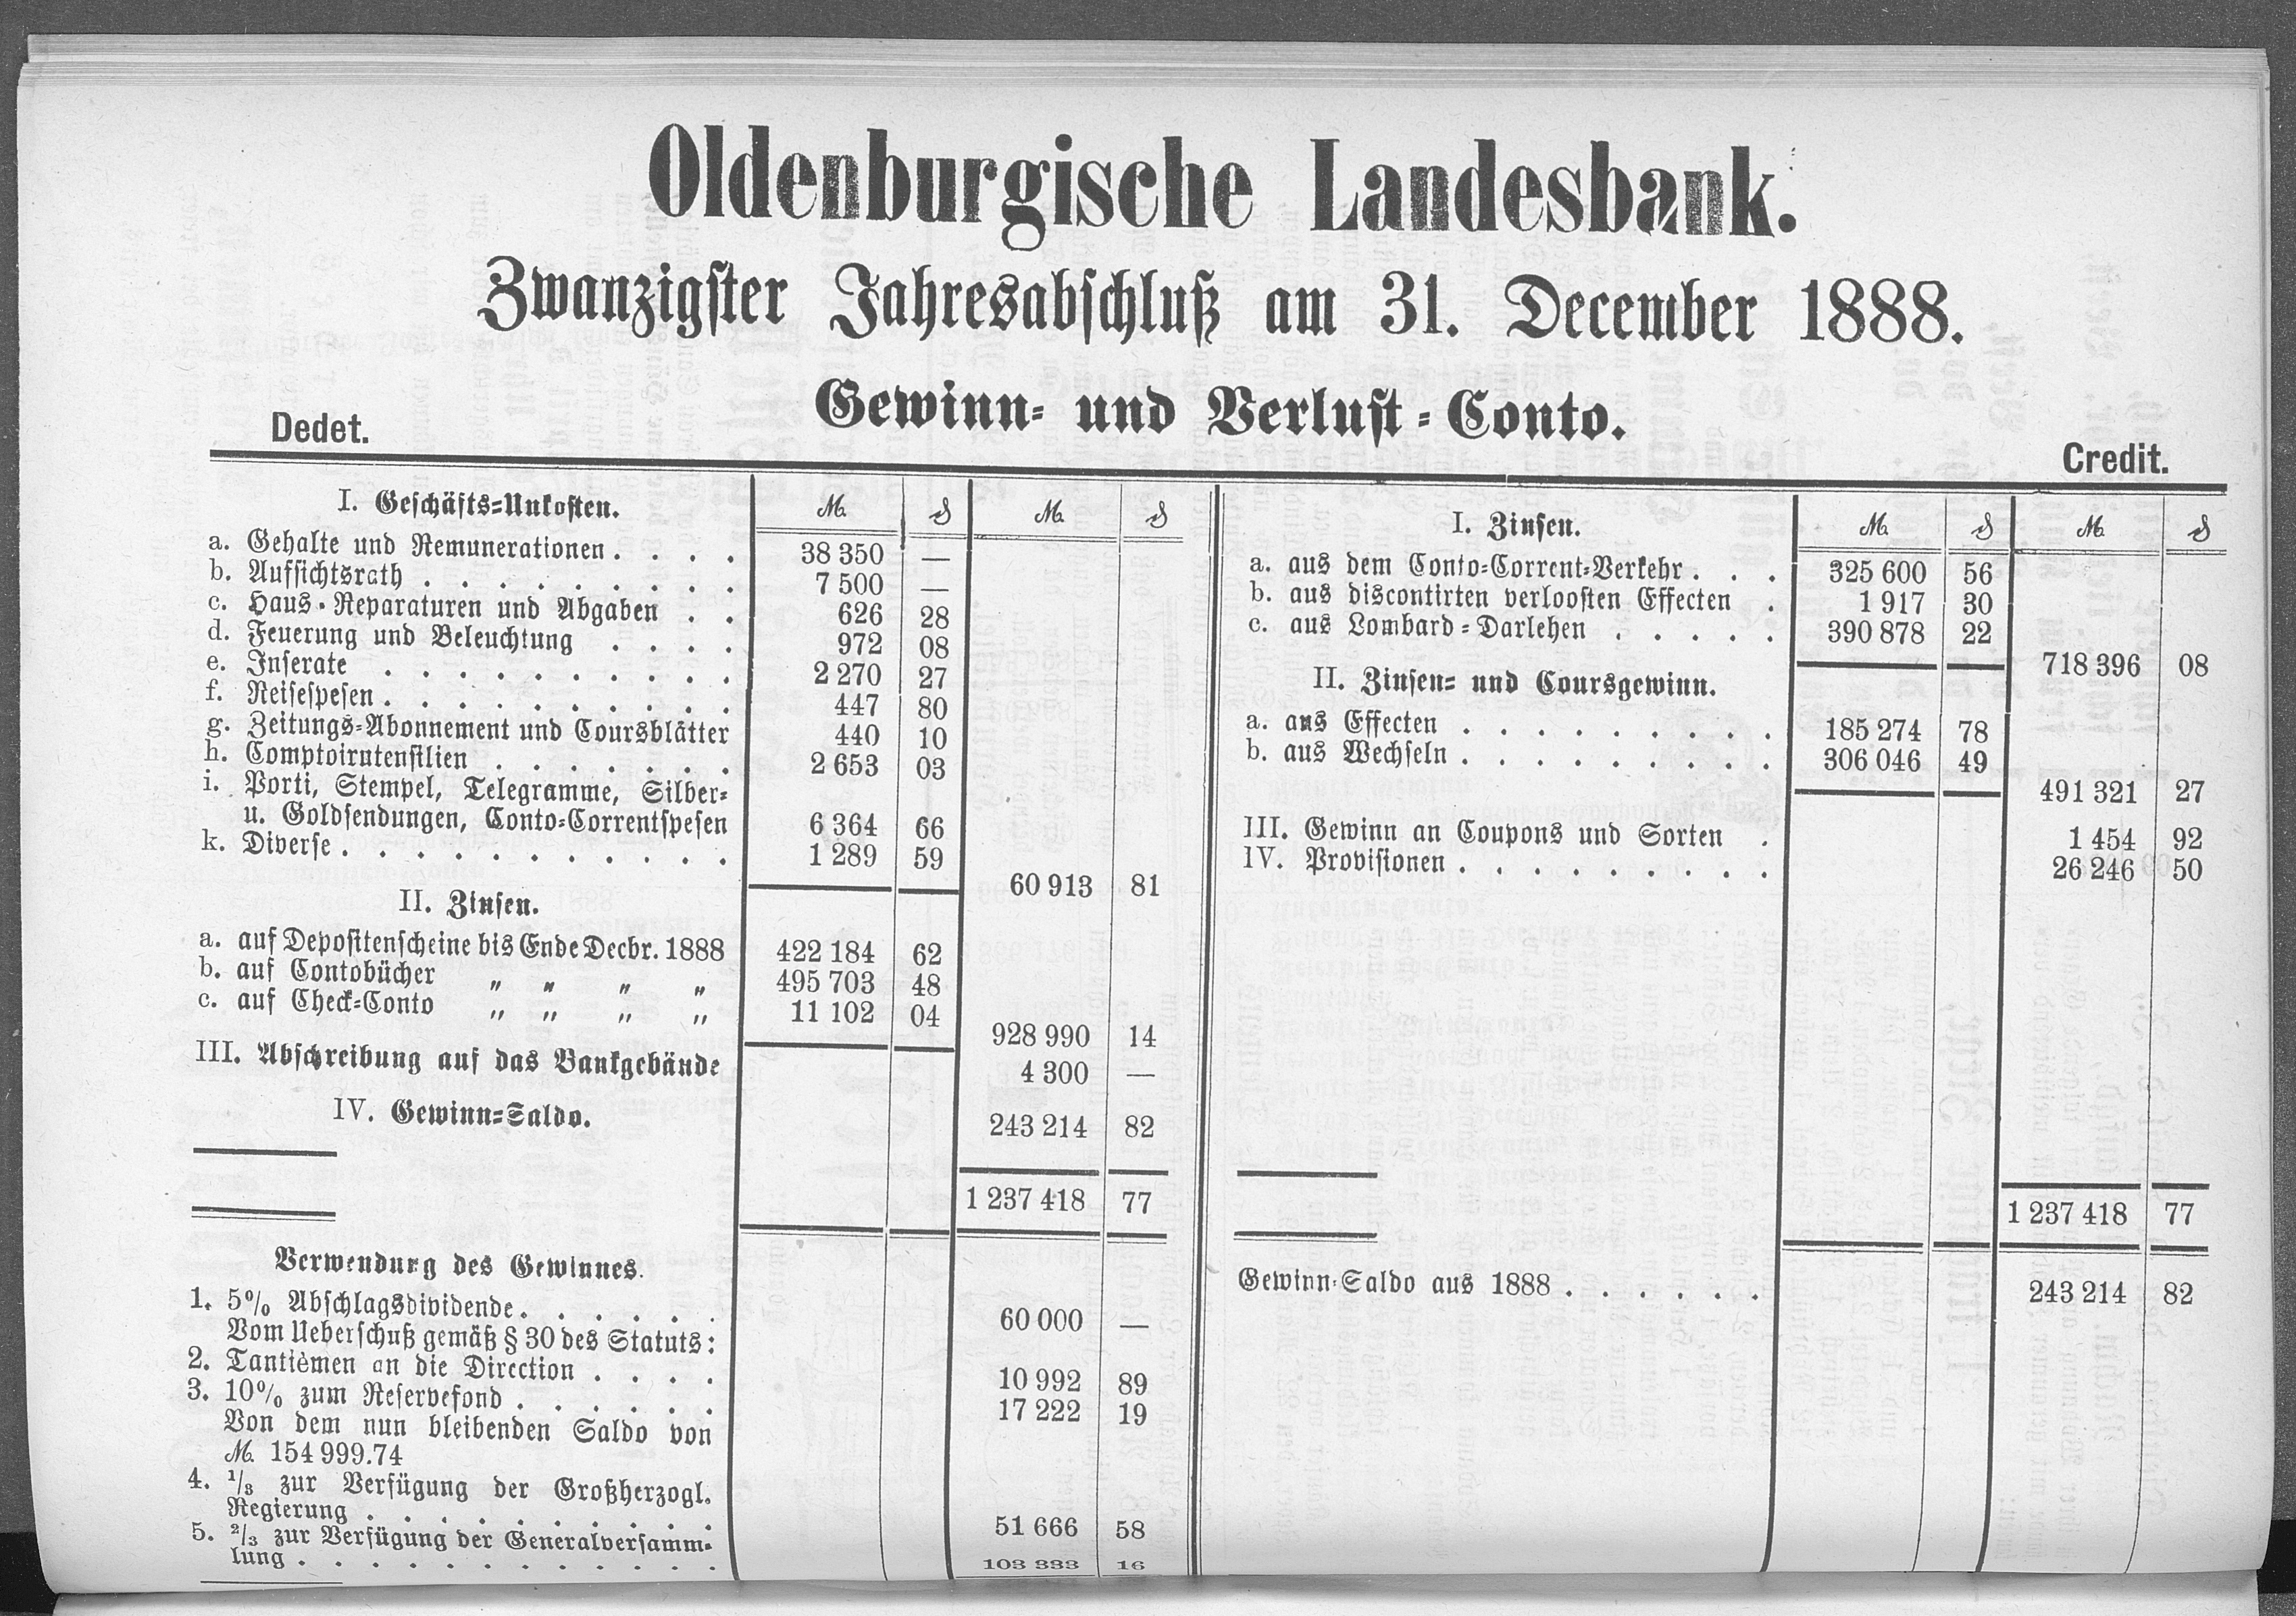 Oldenburgische Landesbank.
Zwanzigster Jahresabschluß am 31. December 1888.
Gewinn- und Verlust-Conto.
Dedet.
Credit.
I. Geschäfts-Unkosten. M. ₰ M. ₰
a. Gehalte und Remunerationen . . . . 38 350 —
b. Aufsichtsrath . . . . . . . . . 7 500 —
c. Haus-Reparaturen und Abgaben . . 626 28
d. Feuerung und Beleuchtung . . . . 972 08
e. Inserate . . . . . . . . . . 2 270 27
f. Reisespesen . . . . . . . . . . 447 80
g. Zeitungs-Abonnement und Coursblätter 440 10
h. Comptoirutensilien . . . . . . . 2 653 03
i. Porti, Stempel, Telegramme, Silber-
u. Goldsendungen, Conto-Correntspesen 6 364 66
k. Diverse . . . . . . . . . . . 1 289 59
60 913 81
II. Zinsen.
a. auf Depositenscheine bis Ende Decbr. 1888 422 184 62
b. auf Contobücher „ „ „ „ 495 703 48
c. auf Check-Conto „ „ „ „ 11 102 04
928 990 14
III. Abschreibung auf das Bankgebäude 4 300 —
IV. Gewinn-Saldo. 243 214 82
1 237 418 77
Verwendung des Gewinnes.
1. 5% Abschlagsdividende . . . . . . 60 000 —
Vom Ueberschuß gemäß § 30 des Statuts:
2. Tantièmen an die Direction . . . . 10 992 89
3. 10% zum Reservefond . . . . . . 17 222 19
Von dem nun bleibenden Saldo von
M. 154 999.74
4. 1/3 zur Verfügung der Großherzogl.
Regierung . . . . . . . . . . 51 666 58
5. 2/3 zur Verfügung der Generalversamm-
lung . . . . . . . . . . . . 103 333 16
I. Zinsen. M. ₰ M. ₰
a. aus dem Conto-Corrent-Verkehr . . . 325 600 56
b. aus discontirten verloosten Effecten . 1 917 30
c. aus Lombard-Darlehen . . . . . 390 878 22
718 396 08
II. Zinsen- und Coursgewinn.
a. aus Effecten . . . . . . . . . 185 274 78
b. aus Wechseln . . . . . . . . . 306 046 49
491 321 27
III. Gewinn an Coupons und Sorten . 1 454 92
IV. Provisionen . . . . . . . . . 26 246 50
1 237 418 77
Gewinn-Saldo aus 1888 . . . . . . 243 214 82